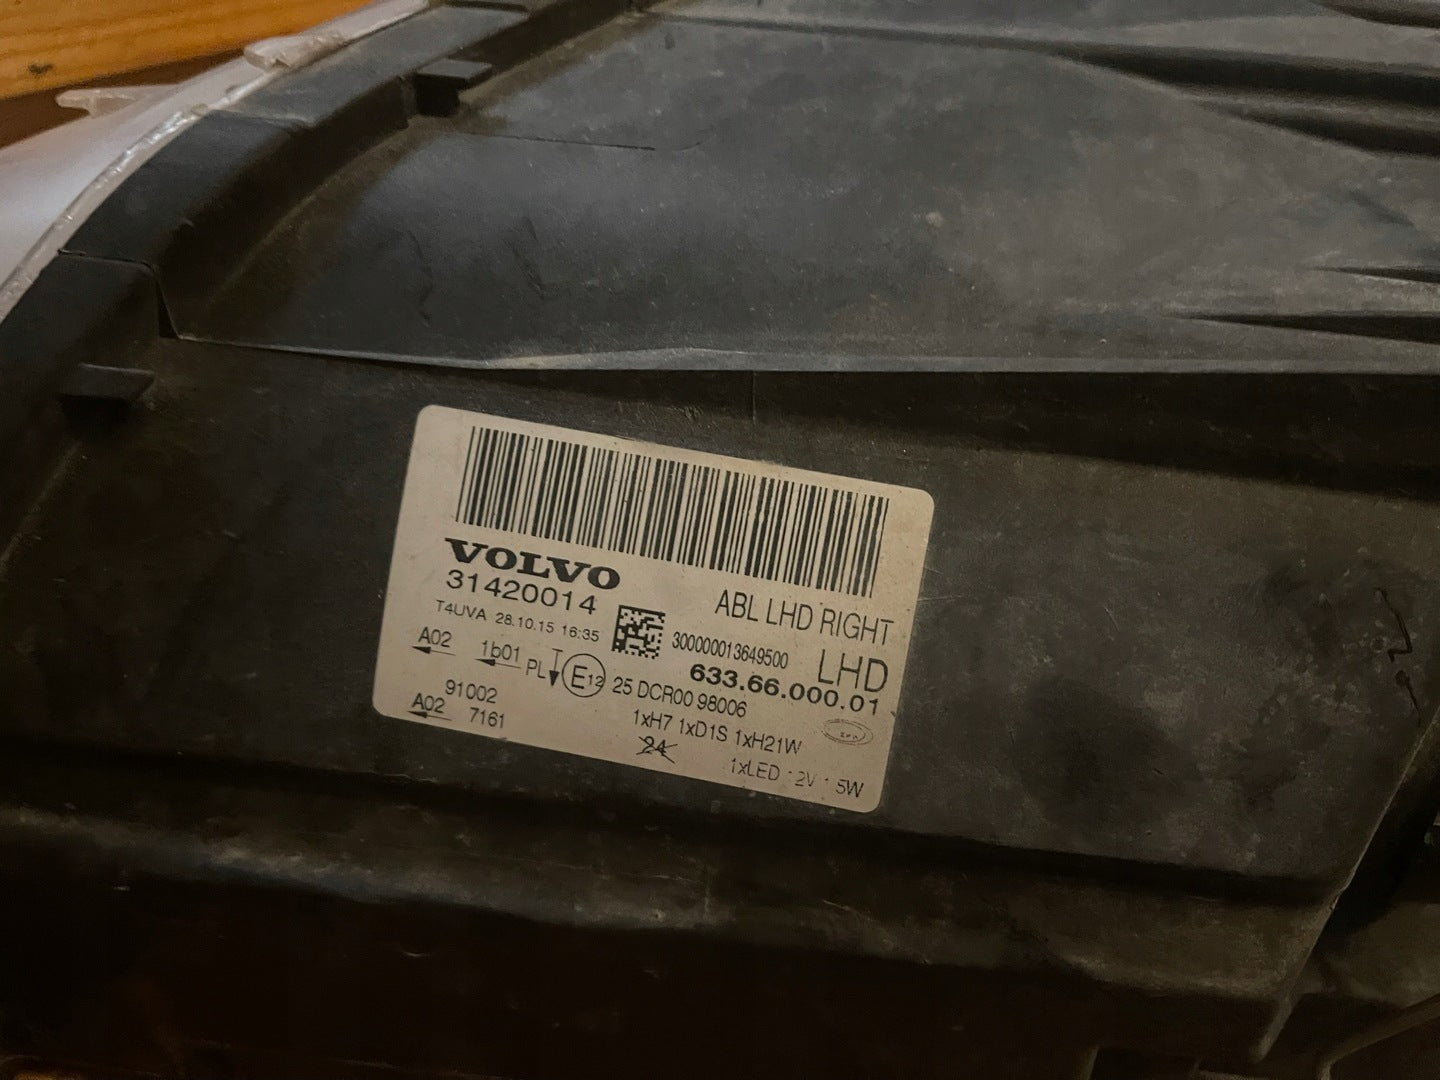 VOLVO
31420014
ABL LHD RIGHT
T4UVA 28.10.15 16:35
300000013649500
LHD
A02 1b01 PL E12 25 DCR00 98006
633.66.000.01
91002
A02 7161
1xH7 1xD1S 1xH21W
24
1xLED 2V 5W